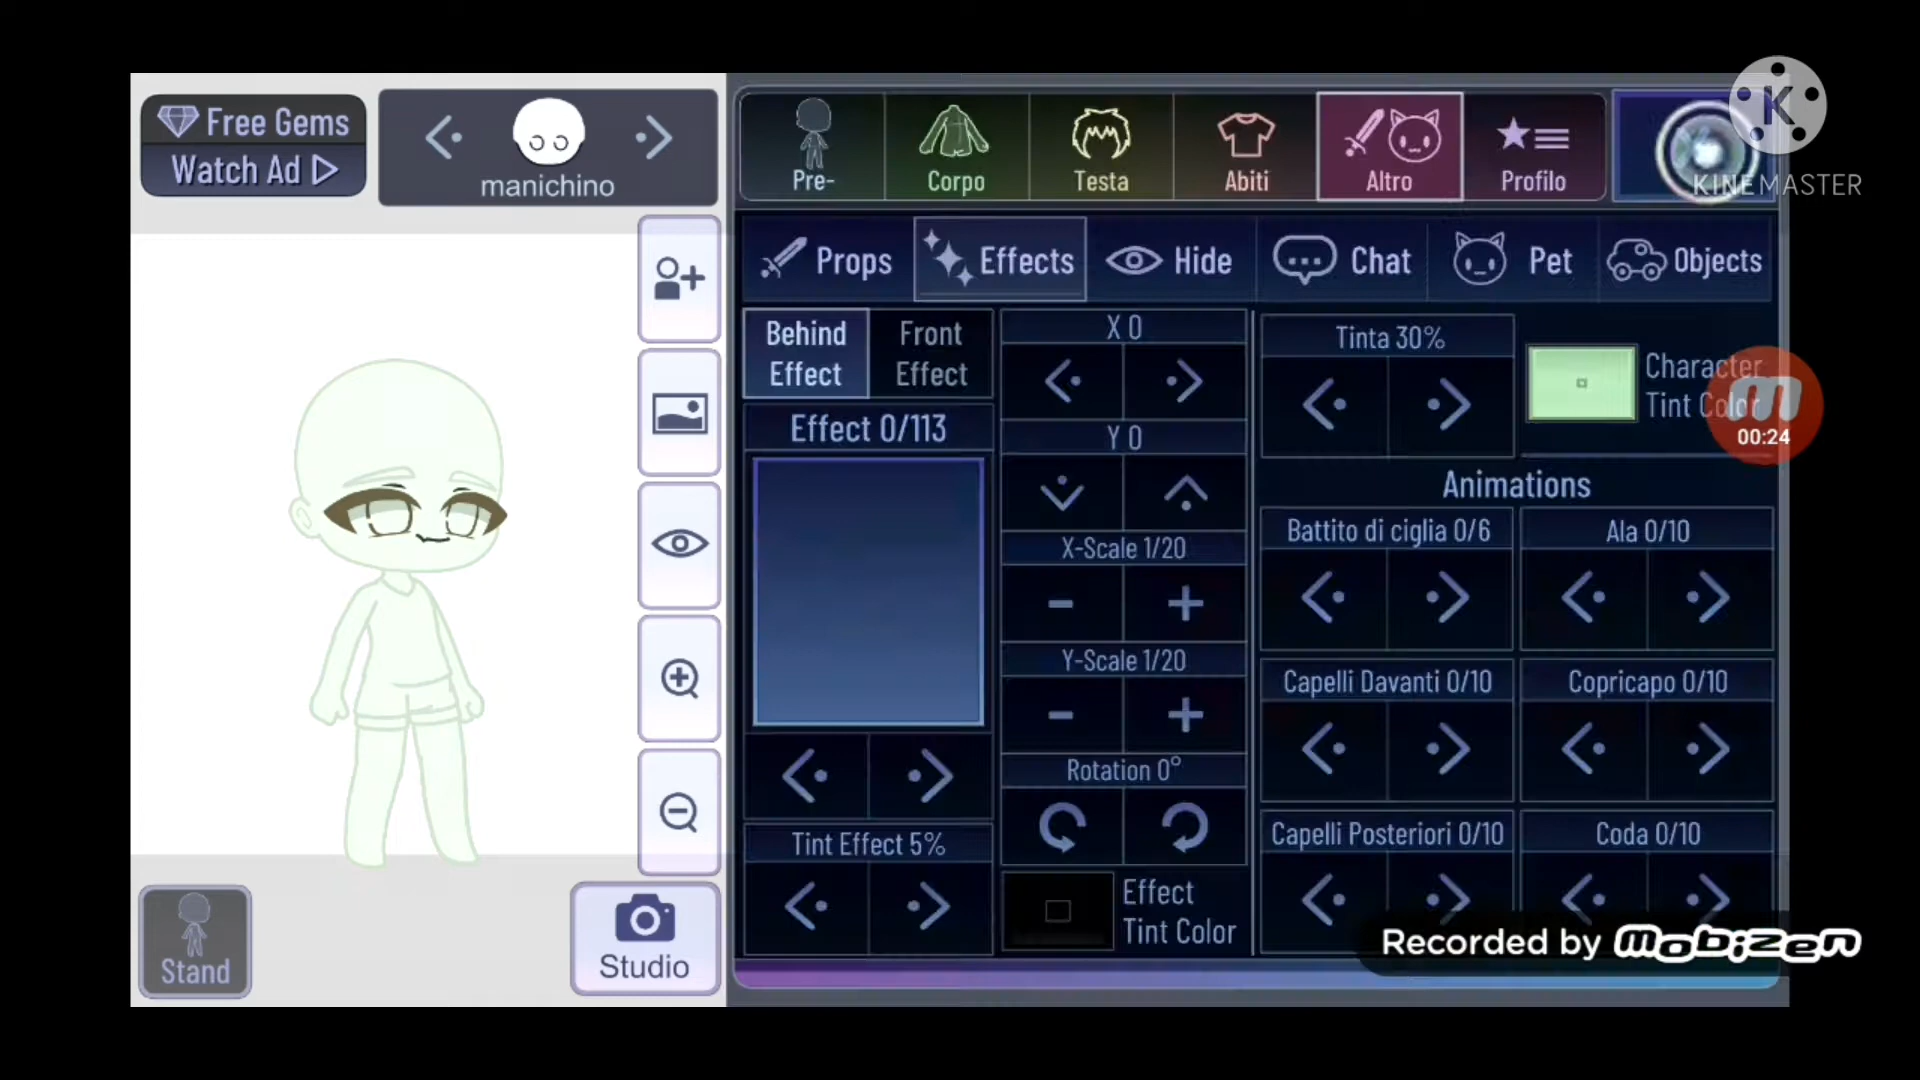 Free Gems
Watch Ad
manichino
Pre-
Corpo
Testa
Abiti
Altro
Profilo
K
KINEMASTER
Props
Effects
Hide
Chat
Pet
Objects
Behind
Effect
Front
Effect
Effect 0/113
Tint Effect 5%
X 0
Y 0
X-Scale 1/20
Y-Scale 1/20
Rotation 0°
Effect
Tint Color
Tinta 30%
Character
Tint Color
m
00:24
Animations
Battito di ciglia 0/6
Ala 0/10
Capelli Davanti 0/10
Copricapo 0/10
Capelli Posteriori 0/10
Coda 0/10
Stand
Studio
Recorded by mobizen